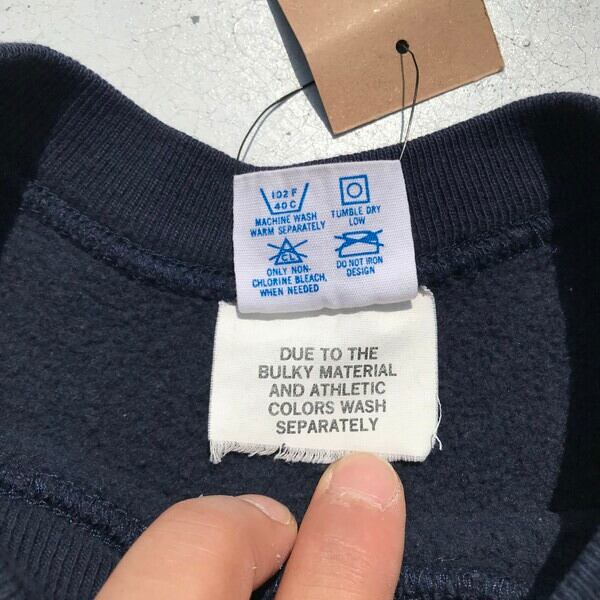 102 F
40 C
MACHINE WASH
WARM SEPARATELY
TUMBLE DRY
LOW
CL
ONLY NON-
CHLORINE BLEACH,
WHEN NEEDED
DO NOT IRON
DESIGN
DUE TO THE
BULKY MATERIAL
AND ATHLETIC
COLORS WASH
SEPARATELY